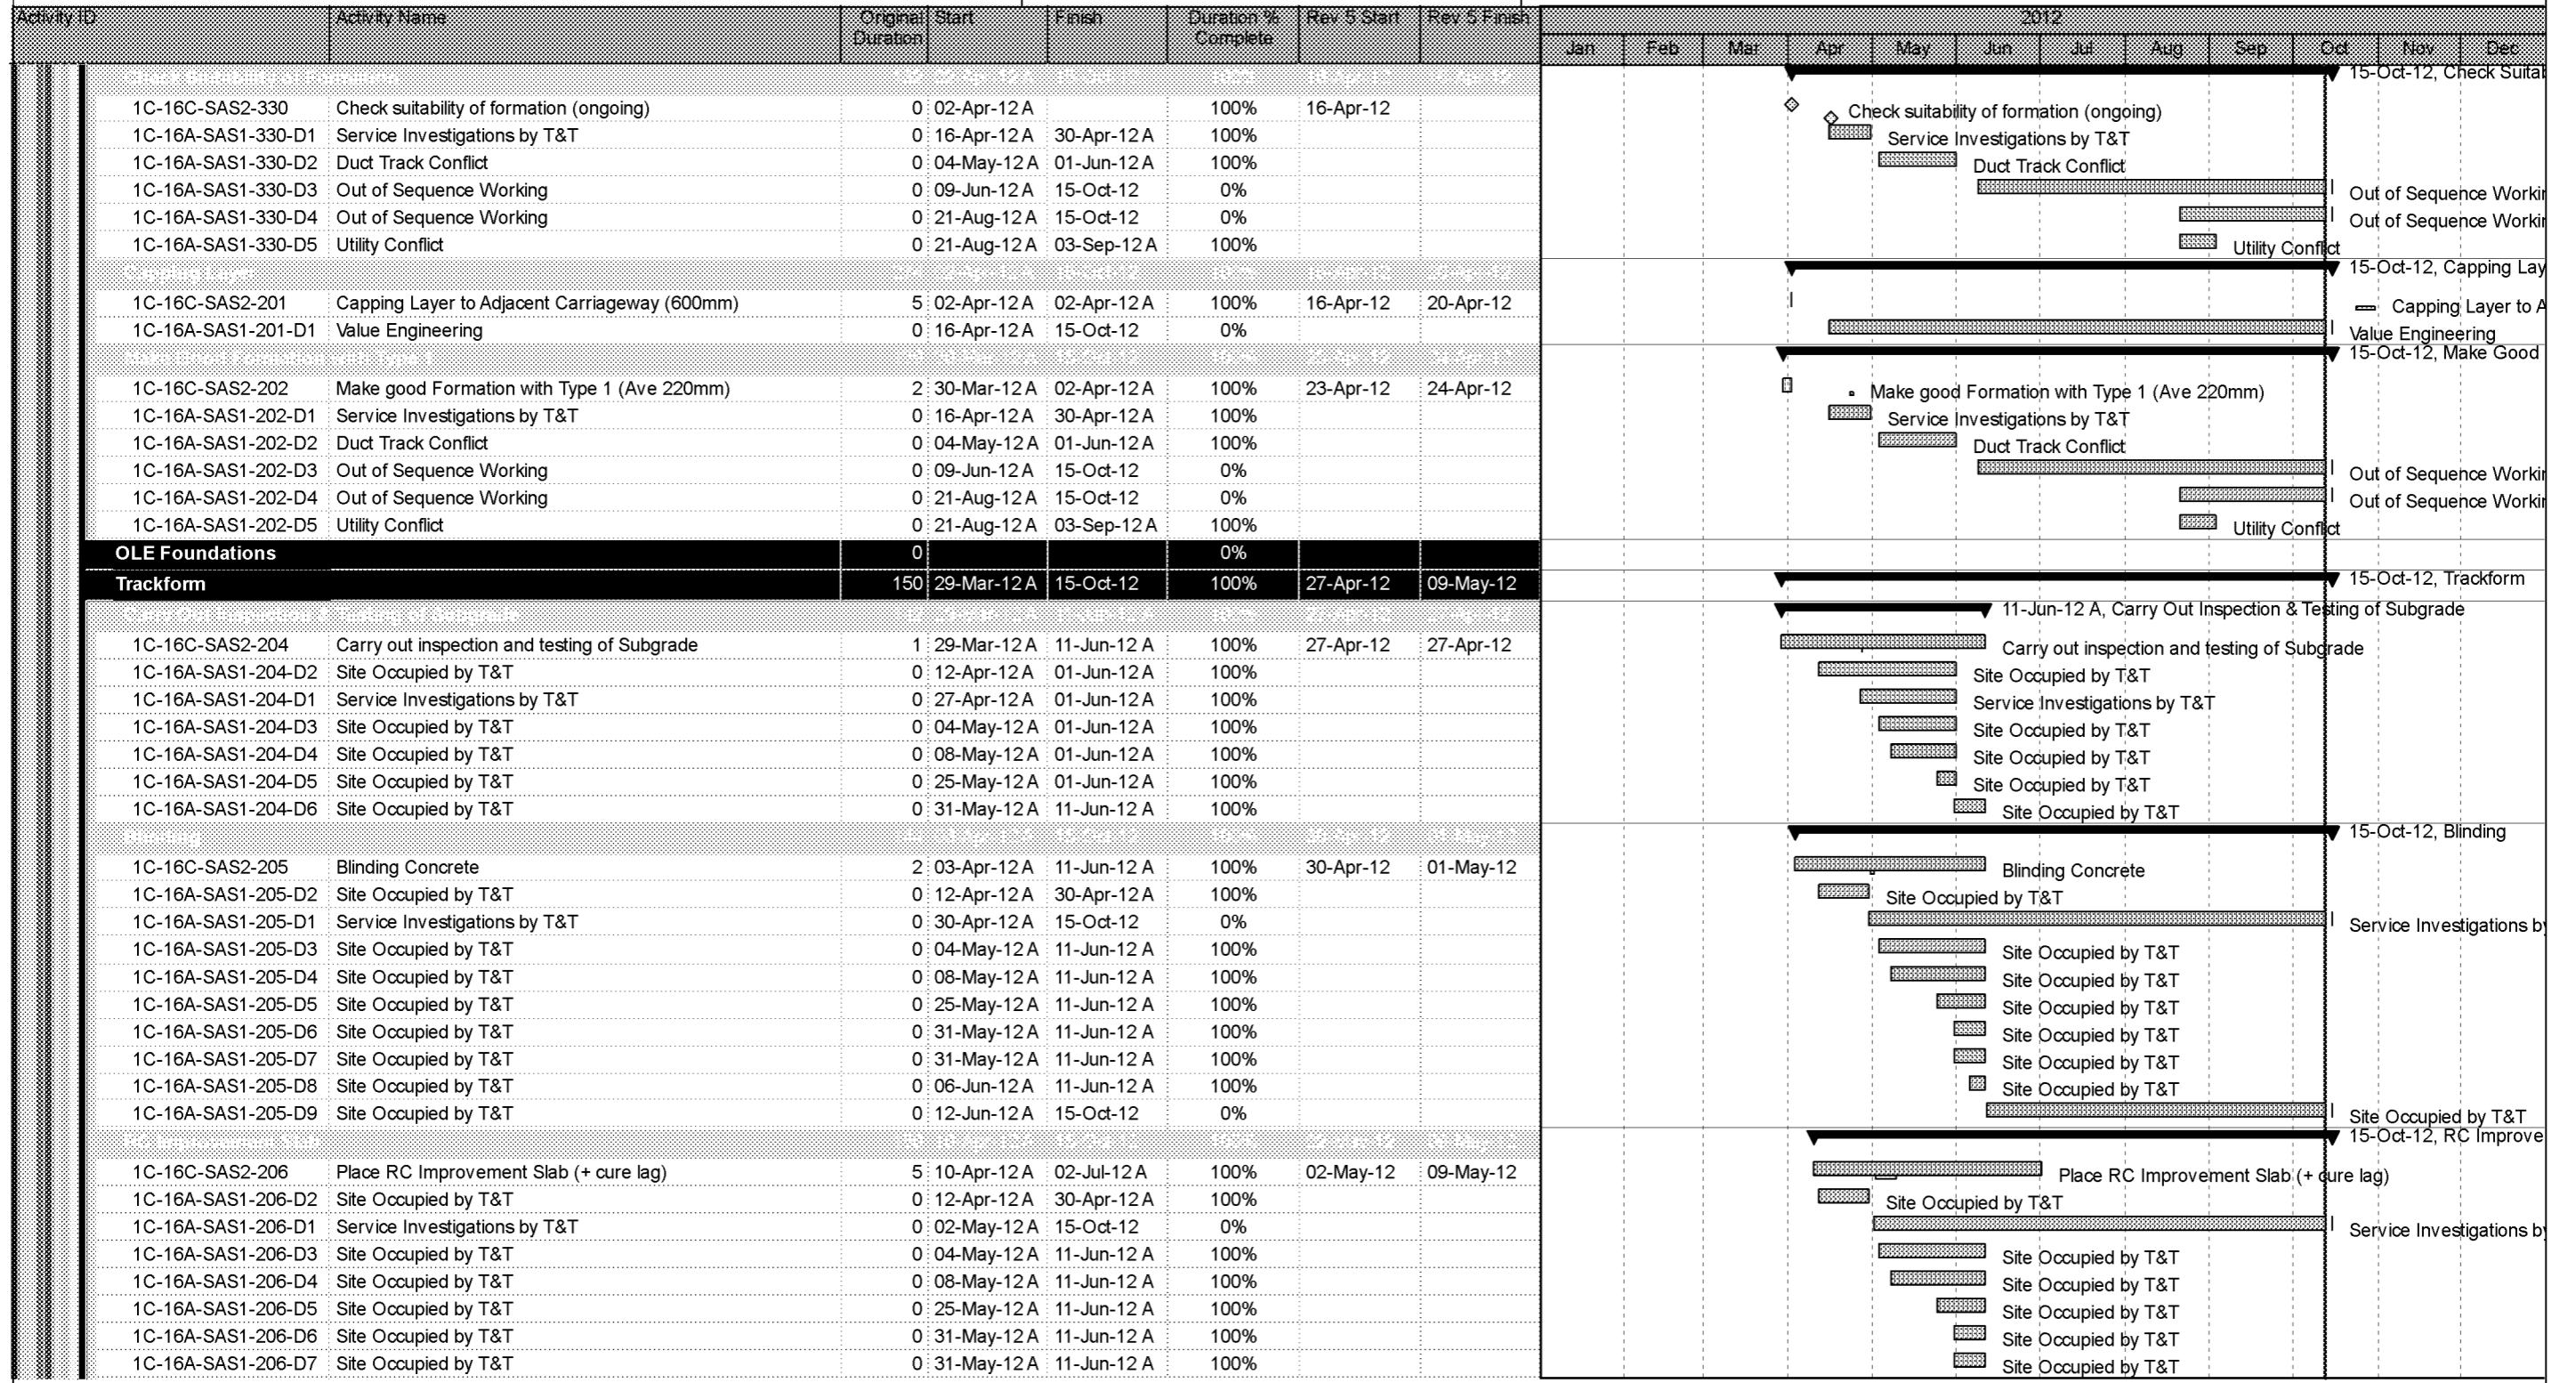 Activity ID Activity Name Original Duration Start Finish Duration % Complete Rev 5 Start Rev 5 Finish 2012
Jan Feb Mar Apr May Jun Jul Aug Sep Oct Nov Dec
15-Oct-12, Check Suital
1C-16C-SAS2-330 Check suitability of formation (ongoing) 0 02-Apr-12 A 100% 16-Apr-12 Check suitability of formation (ongoing)
1C-16A-SAS1-330-D1 Service Investigations by T&T 0 16-Apr-12 A 30-Apr-12 A 100% Service Investigations by T&T
1C-16A-SAS1-330-D2 Duct Track Conflict 0 04-May-12 A 01-Jun-12 A 100% Duct Track Conflict
1C-16A-SAS1-330-D3 Out of Sequence Working 0 09-Jun-12 A 15-Oct-12 0% Out of Sequence Workin
1C-16A-SAS1-330-D4 Out of Sequence Working 0 21-Aug-12 A 15-Oct-12 0% Out of Sequence Workin
1C-16A-SAS1-330-D5 Utility Conflict 0 21-Aug-12 A 03-Sep-12 A 100% Utility Conflict
Capping Layer 15-Oct-12, Capping Lay
1C-16C-SAS2-201 Capping Layer to Adjacent Carriageway (600mm) 5 02-Apr-12 A 02-Apr-12 A 100% 16-Apr-12 20-Apr-12 Capping Layer to A
1C-16A-SAS1-201-D1 Value Engineering 0 16-Apr-12 A 15-Oct-12 0% Value Engineering
Make Good Formation with Type 1 15-Oct-12, Make Good
1C-16C-SAS2-202 Make good Formation with Type 1 (Ave 220mm) 2 30-Mar-12 A 02-Apr-12 A 100% 23-Apr-12 24-Apr-12 Make good Formation with Type 1 (Ave 220mm)
1C-16A-SAS1-202-D1 Service Investigations by T&T 0 16-Apr-12 A 30-Apr-12 A 100% Service Investigations by T&T
1C-16A-SAS1-202-D2 Duct Track Conflict 0 04-May-12 A 01-Jun-12 A 100% Duct Track Conflict
1C-16A-SAS1-202-D3 Out of Sequence Working 0 09-Jun-12 A 15-Oct-12 0% Out of Sequence Workin
1C-16A-SAS1-202-D4 Out of Sequence Working 0 21-Aug-12 A 15-Oct-12 0% Out of Sequence Workin
1C-16A-SAS1-202-D5 Utility Conflict 0 21-Aug-12 A 03-Sep-12 A 100% Utility Conflict
OLE Foundations 0 0%
Trackform 150 29-Mar-12 A 15-Oct-12 100% 27-Apr-12 09-May-12 15-Oct-12, Trackform
Carry Out Inspection & Testing of Subgrade 11-Jun-12 A, Carry Out Inspection & Testing of Subgrade
1C-16C-SAS2-204 Carry out inspection and testing of Subgrade 1 29-Mar-12 A 11-Jun-12 A 100% 27-Apr-12 27-Apr-12 Carry out inspection and testing of Subgrade
1C-16A-SAS1-204-D2 Site Occupied by T&T 0 12-Apr-12 A 01-Jun-12 A 100% Site Occupied by T&T
1C-16A-SAS1-204-D1 Service Investigations by T&T 0 27-Apr-12 A 01-Jun-12 A 100% Service Investigations by T&T
1C-16A-SAS1-204-D3 Site Occupied by T&T 0 04-May-12 A 01-Jun-12 A 100% Site Occupied by T&T
1C-16A-SAS1-204-D4 Site Occupied by T&T 0 08-May-12 A 01-Jun-12 A 100% Site Occupied by T&T
1C-16A-SAS1-204-D5 Site Occupied by T&T 0 25-May-12 A 01-Jun-12 A 100% Site Occupied by T&T
1C-16A-SAS1-204-D6 Site Occupied by T&T 0 31-May-12 A 11-Jun-12 A 100% Site Occupied by T&T
Blinding 15-Oct-12, Blinding
1C-16C-SAS2-205 Blinding Concrete 2 03-Apr-12 A 11-Jun-12 A 100% 30-Apr-12 01-May-12 Blinding Concrete
1C-16A-SAS1-205-D2 Site Occupied by T&T 0 12-Apr-12 A 30-Apr-12 A 100% Site Occupied by T&T
1C-16A-SAS1-205-D1 Service Investigations by T&T 0 30-Apr-12 A 15-Oct-12 0% Service Investigations by
1C-16A-SAS1-205-D3 Site Occupied by T&T 0 04-May-12 A 11-Jun-12 A 100% Site Occupied by T&T
1C-16A-SAS1-205-D4 Site Occupied by T&T 0 08-May-12 A 11-Jun-12 A 100% Site Occupied by T&T
1C-16A-SAS1-205-D5 Site Occupied by T&T 0 25-May-12 A 11-Jun-12 A 100% Site Occupied by T&T
1C-16A-SAS1-205-D6 Site Occupied by T&T 0 31-May-12 A 11-Jun-12 A 100% Site Occupied by T&T
1C-16A-SAS1-205-D7 Site Occupied by T&T 0 31-May-12 A 11-Jun-12 A 100% Site Occupied by T&T
1C-16A-SAS1-205-D8 Site Occupied by T&T 0 06-Jun-12 A 11-Jun-12 A 100% Site Occupied by T&T
1C-16A-SAS1-205-D9 Site Occupied by T&T 0 12-Jun-12 A 15-Oct-12 0% Site Occupied by T&T
RC Improvement Slab 15-Oct-12, RC Improve
1C-16C-SAS2-206 Place RC Improvement Slab (+ cure lag) 5 10-Apr-12 A 02-Jul-12 A 100% 02-May-12 09-May-12 Place RC Improvement Slab (+ cure lag)
1C-16A-SAS1-206-D2 Site Occupied by T&T 0 12-Apr-12 A 30-Apr-12 A 100% Site Occupied by T&T
1C-16A-SAS1-206-D1 Service Investigations by T&T 0 02-May-12 A 15-Oct-12 0% Service Investigations by
1C-16A-SAS1-206-D3 Site Occupied by T&T 0 04-May-12 A 11-Jun-12 A 100% Site Occupied by T&T
1C-16A-SAS1-206-D4 Site Occupied by T&T 0 08-May-12 A 11-Jun-12 A 100% Site Occupied by T&T
1C-16A-SAS1-206-D5 Site Occupied by T&T 0 25-May-12 A 11-Jun-12 A 100% Site Occupied by T&T
1C-16A-SAS1-206-D6 Site Occupied by T&T 0 31-May-12 A 11-Jun-12 A 100% Site Occupied by T&T
1C-16A-SAS1-206-D7 Site Occupied by T&T 0 31-May-12 A 11-Jun-12 A 100% Site Occupied by T&T